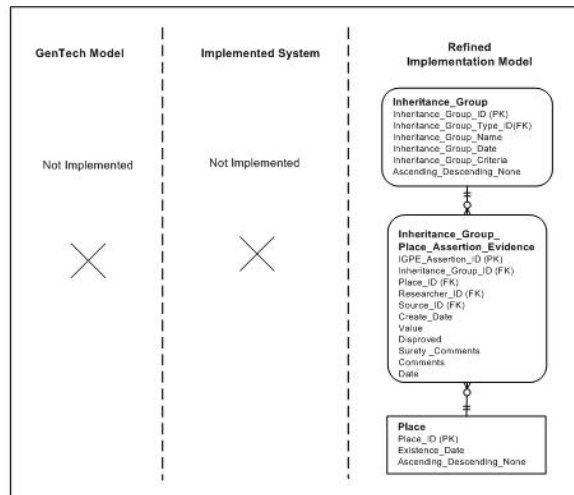 GenTech Model
Implemented System
Refined
Implementation Model
Not Implemented
Not Implemented
Inheritance_Group
Inheritance_Group_ID (PK)
Inheritance_Group_Type_ID(FK)
Inheritance_Group_Name
Inheritance_Group_Date
Inheritance_Group_Criteria
Ascending_Descending_None
Inheritance_Group_
Place_Assertion_Evidence
IGPE_Assertion_ID (PK)
Inheritance_Group_ID (FK)
Place_ID (FK)
Researcher_ID (FK)
Source_ID (FK)
Create_Date
Value
Disproved
Surety _Comments
Comments
Date
Place
Place_ID (PK)
Existence_Date
Ascending_Descending_None